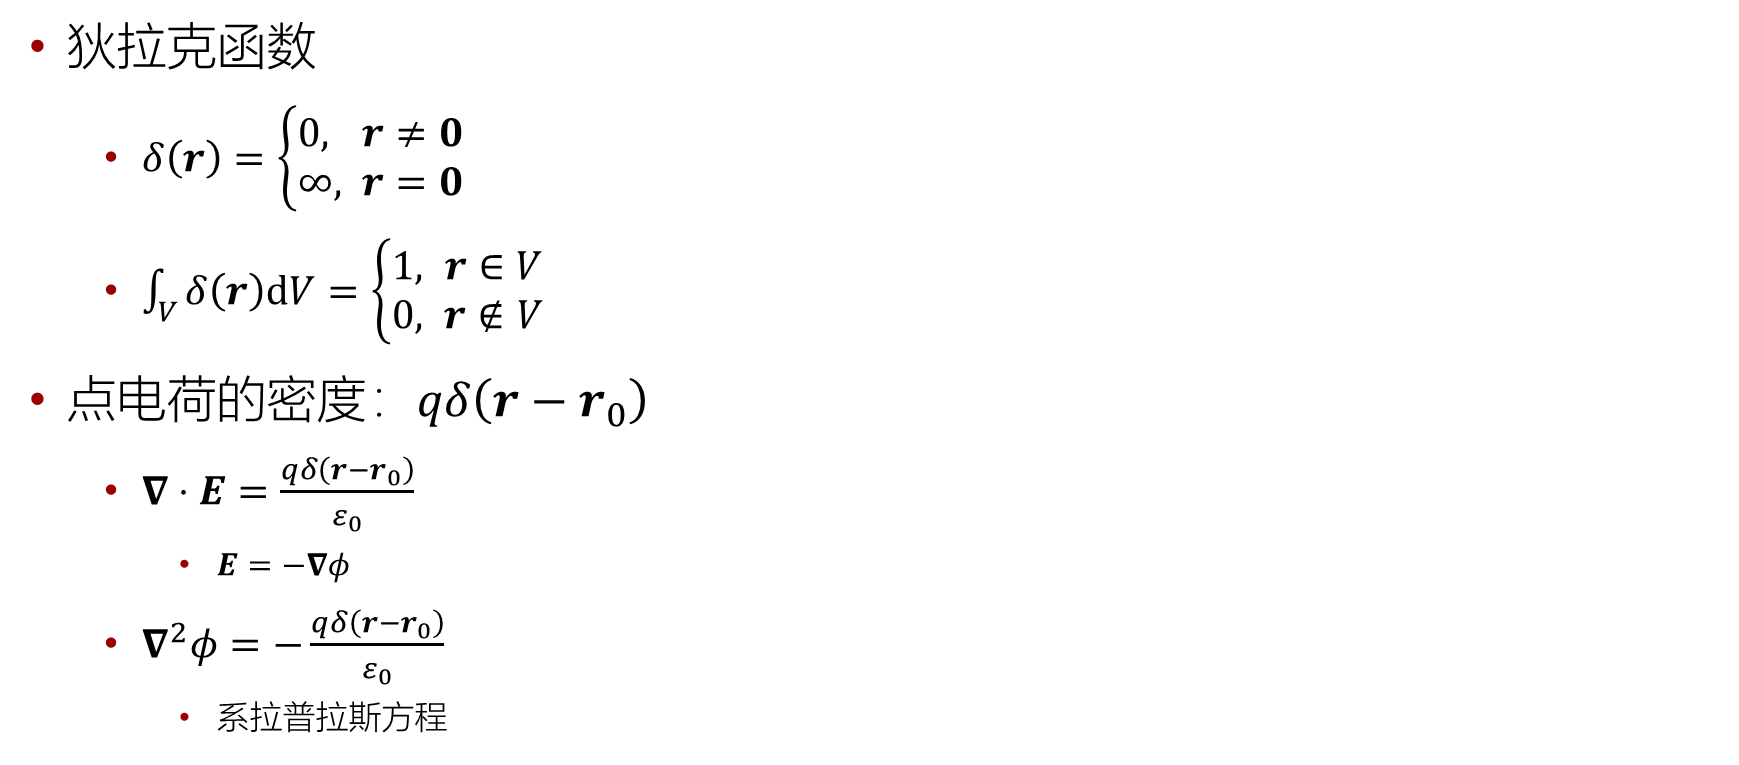 • 狄拉克函数
• δ(r) = {0, r ≠ 0
∞, r = 0
• ∫_V δ(r)dV = {1, r ∈ V
0, r ∉ V
• 点电荷的密度：qδ(r − r₀)
• ∇ · E = qδ(r−r₀)/ε₀
• E = −∇ϕ
• ∇²ϕ = − qδ(r−r₀)/ε₀
• 系拉普拉斯方程